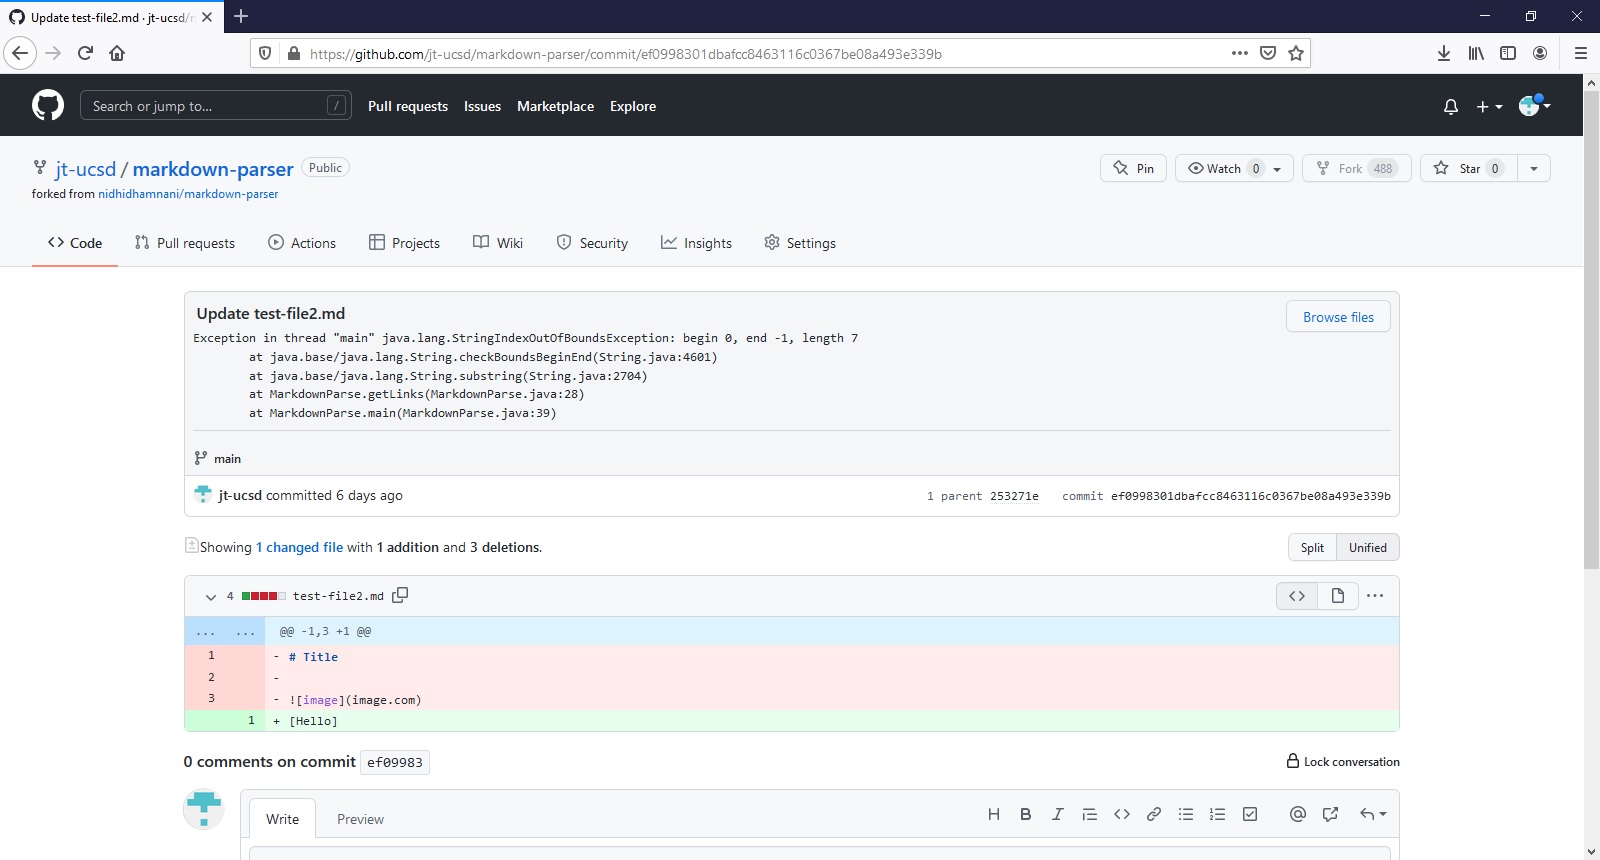 Update test-file2.md · jt-ucsd/m
https://github.com/jt-ucsd/markdown-parser/commit/ef0998301dbafcc8463116c0367be08a493e339b
Search or jump to... /
Pull requests Issues Marketplace Explore
jt-ucsd / markdown-parser Public
Pin Watch 0 Fork 488 Star 0
forked from nidhidhamnani/markdown-parser
Code Pull requests Actions Projects Wiki Security Insights Settings
Update test-file2.md
Browse files
Exception in thread "main" java.lang.StringIndexOutOfBoundsException: begin 0, end -1, length 7
at java.base/java.lang.String.checkBoundsBeginEnd(String.java:4601)
at java.base/java.lang.String.substring(String.java:2704)
at MarkdownParse.getLinks(MarkdownParse.java:28)
at MarkdownParse.main(MarkdownParse.java:39)
main
jt-ucsd committed 6 days ago 1 parent 253271e commit ef0998301dbafcc8463116c0367be08a493e339b
Showing 1 changed file with 1 addition and 3 deletions.
Split Unified
4 test-file2.md
... ... @@ -1,3 +1 @@
1 - # Title
2 -
3 - ![image](image.com)
1 + [Hello]
0 comments on commit ef09983
Lock conversation
Write Preview